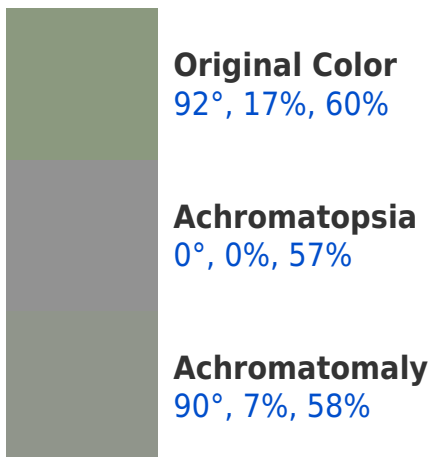 Original Color
92°, 17%, 60%
Achromatopsia
0°, 0%, 57%
Achromatomaly
90°, 7%, 58%